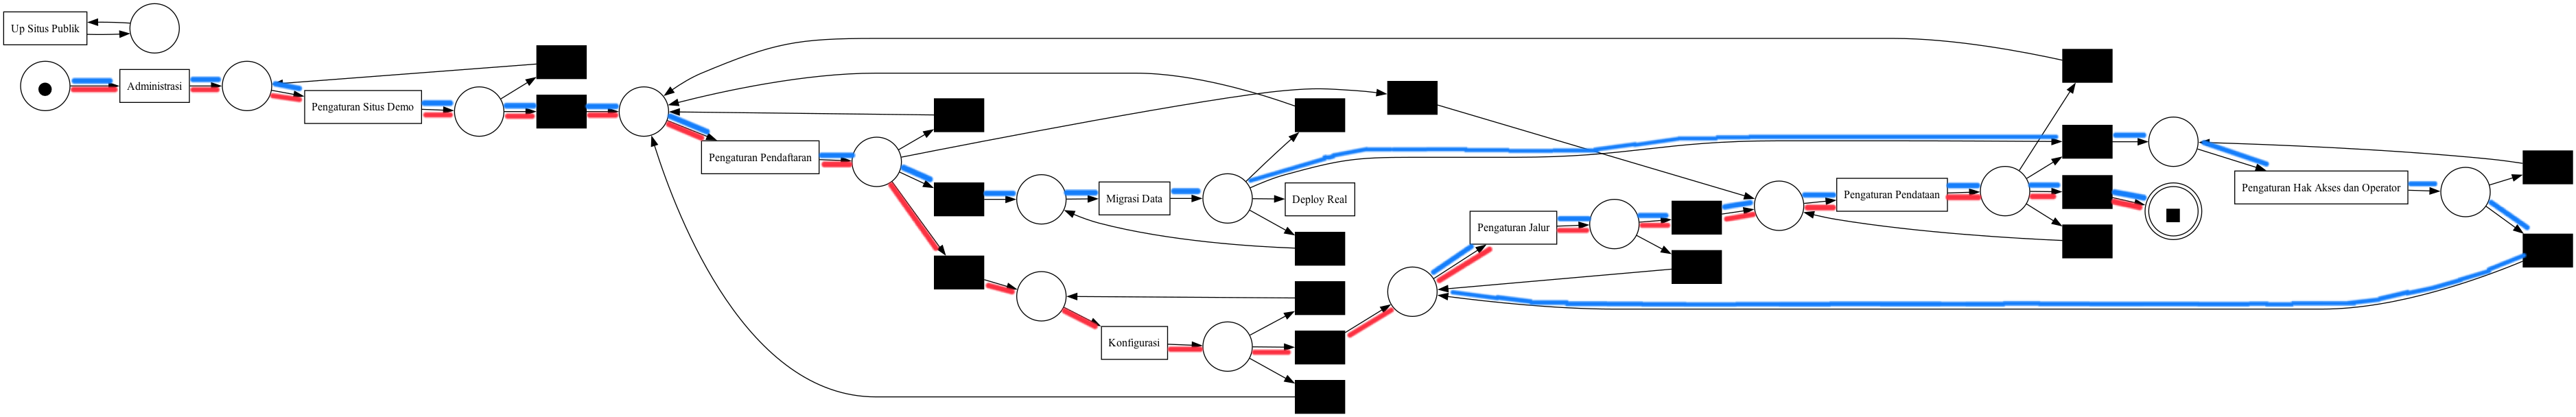 Up Situs Publik
Administrasi
Pengaturan Situs Demo
Pengaturan Pendaftaran
Migrasi Data
Deploy Real
Konfigurasi
Pengaturan Jalur
Pengaturan Pendataan
Pengaturan Hak Akses dan Operator